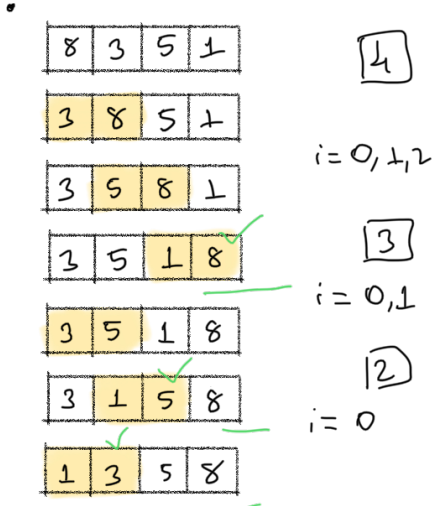 8 3 5 1
4
3 8 5 1
i = 0, 1, 2
3 5 8 1
3 5 1 8
3
i = 0, 1
3 5 1 8
2
3 1 5 8
i = 0
1 3 5 8